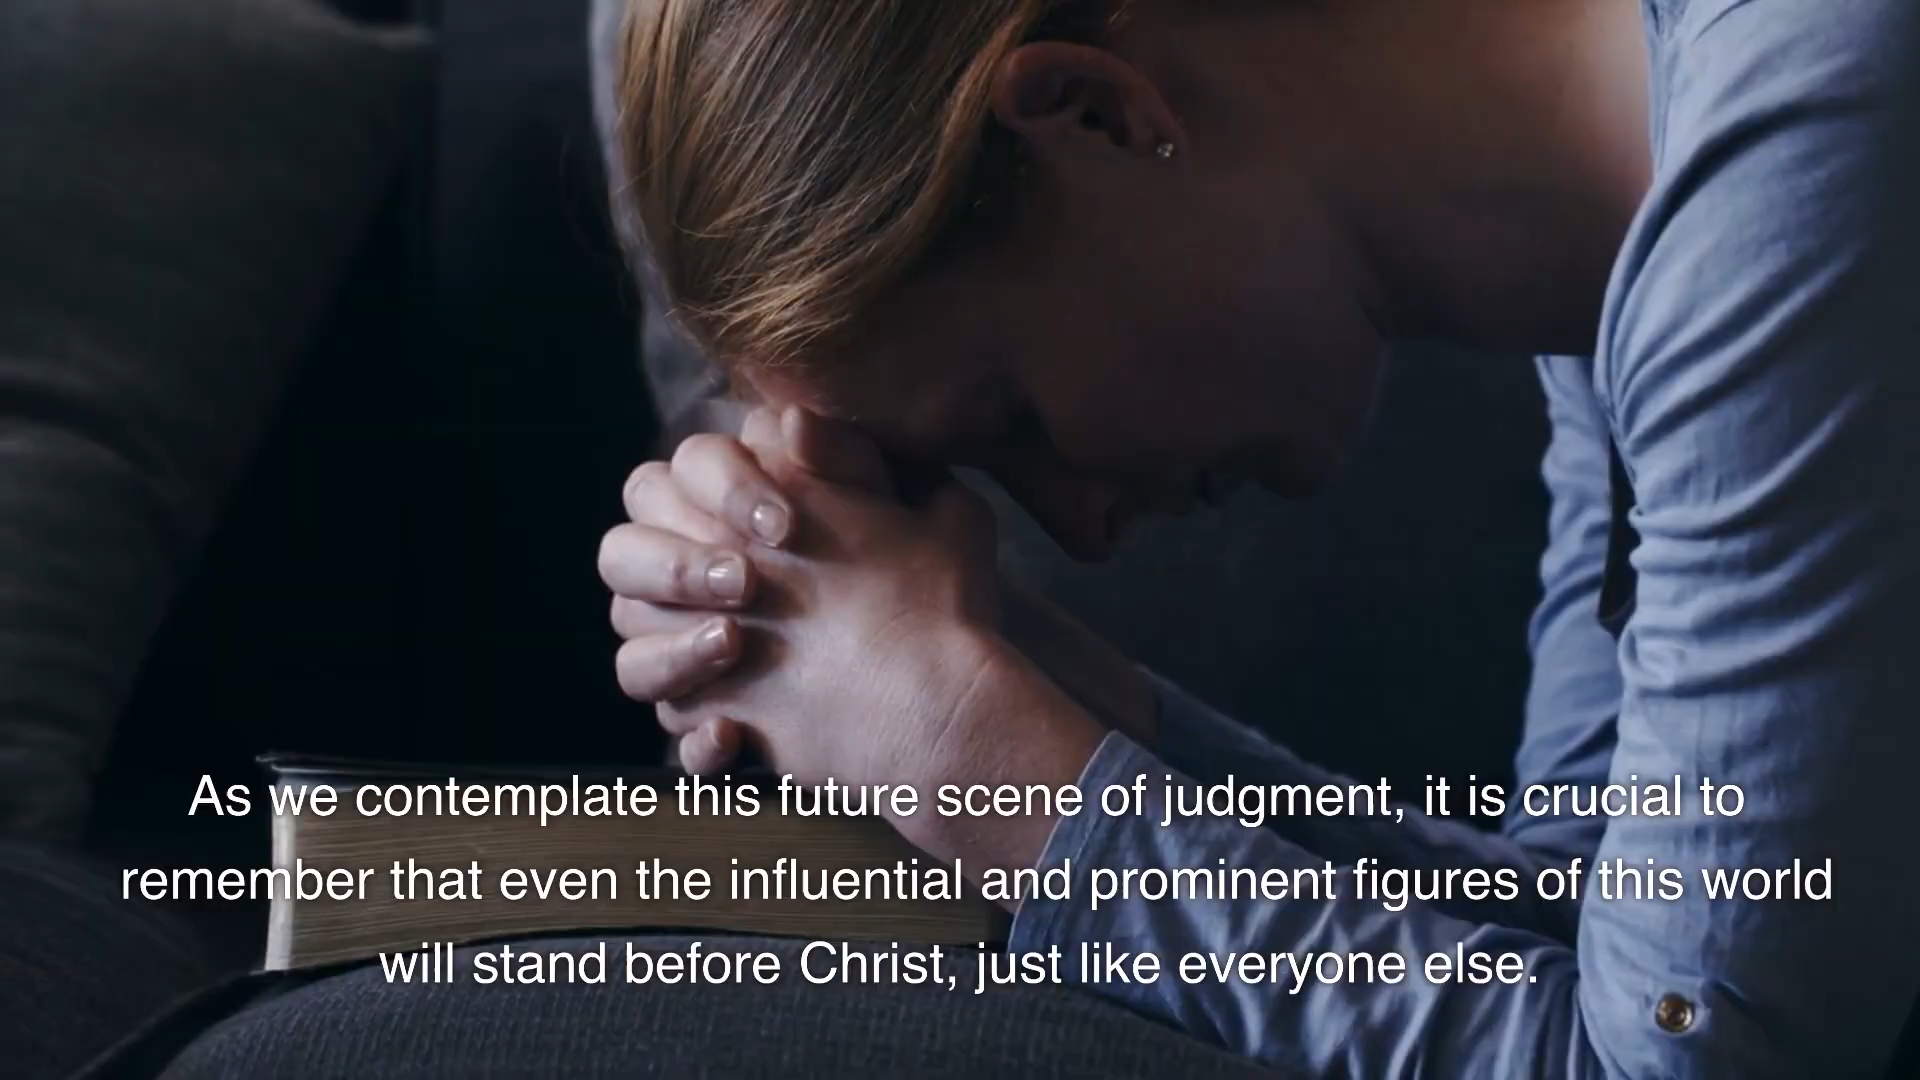 As we contemplate this future scene of judgment, it is crucial to
remember that even the influential and prominent figures of this world
will stand before Christ, just like everyone else.